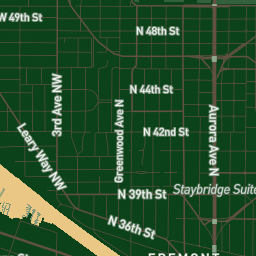 W 49th St
N 48th St
3rd Ave NW
N 44th St
Greenwood Ave N
Aurora Ave N
Leary Way NW
N 42nd St
N 39th St
Staybridge Suite
N 36th St
FREMONT